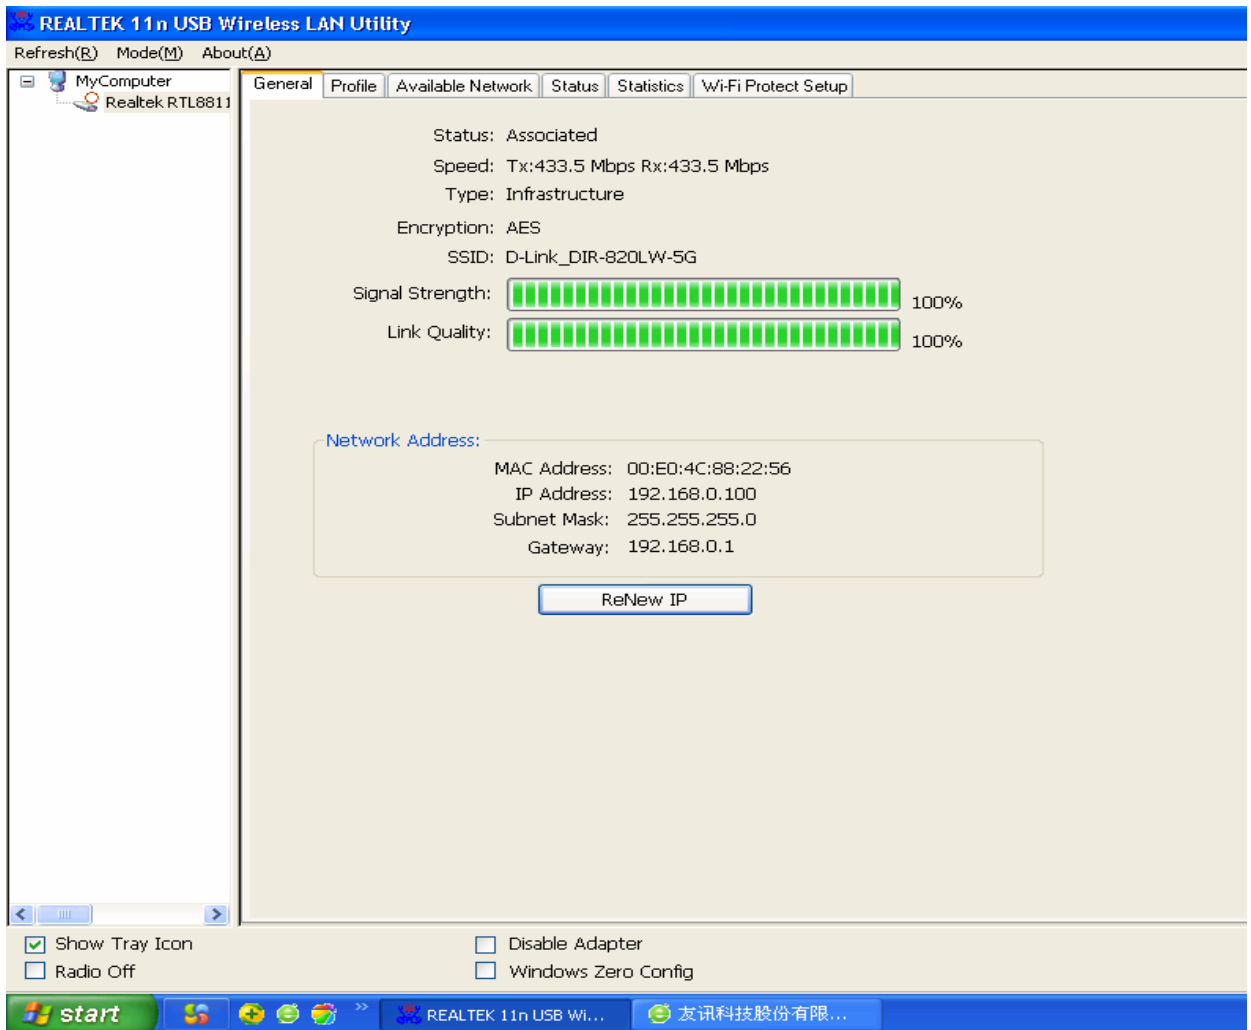 REALTEK 11n USB Wireless LAN Utility
Refresh(R) Mode(M) About(A)
MyComputer
Realtek RTL8811
General Profile Available Network Status Statistics Wi-Fi Protect Setup
Status: Associated
Speed: Tx:433.5 Mbps Rx:433.5 Mbps
Type: Infrastructure
Encryption: AES
SSID: D-Link_DIR-820LW-5G
Signal Strength: 100%
Link Quality: 100%
Network Address:
MAC Address: 00:E0:4C:88:22:56
IP Address: 192.168.0.100
Subnet Mask: 255.255.255.0
Gateway: 192.168.0.1
ReNew IP
Show Tray Icon Disable Adapter
Radio Off Windows Zero Config
start REALTEK 11n USB Wi... 友讯科技股份有限...